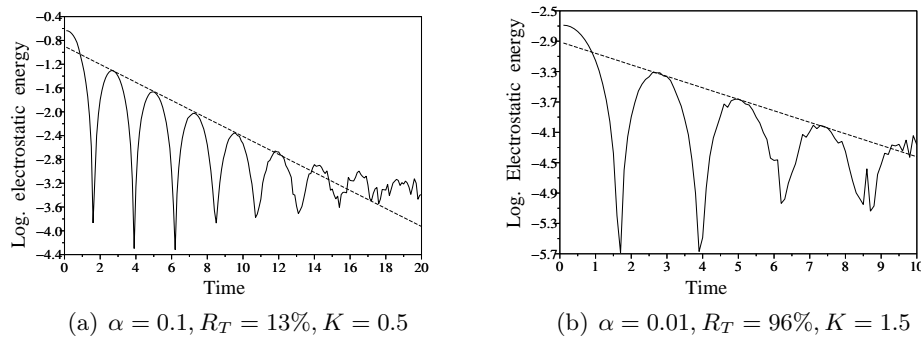 −0.4
−0.8
−1.2
−1.6
−2.0
−2.4
−2.8
−3.2
−3.6
−4.0
−4.4
Log. electrostatic energy
0 2 4 6 8 10 12 14 16 18 20
Time
(a) α = 0.1, R_T = 13%, K = 0.5
−2.5
−2.9
−3.3
−3.7
−4.1
−4.5
−4.9
−5.3
−5.7
Log. Electrostatic energy
0 1 2 3 4 5 6 7 8 9 10
Time
(b) α = 0.01, R_T = 96%, K = 1.5